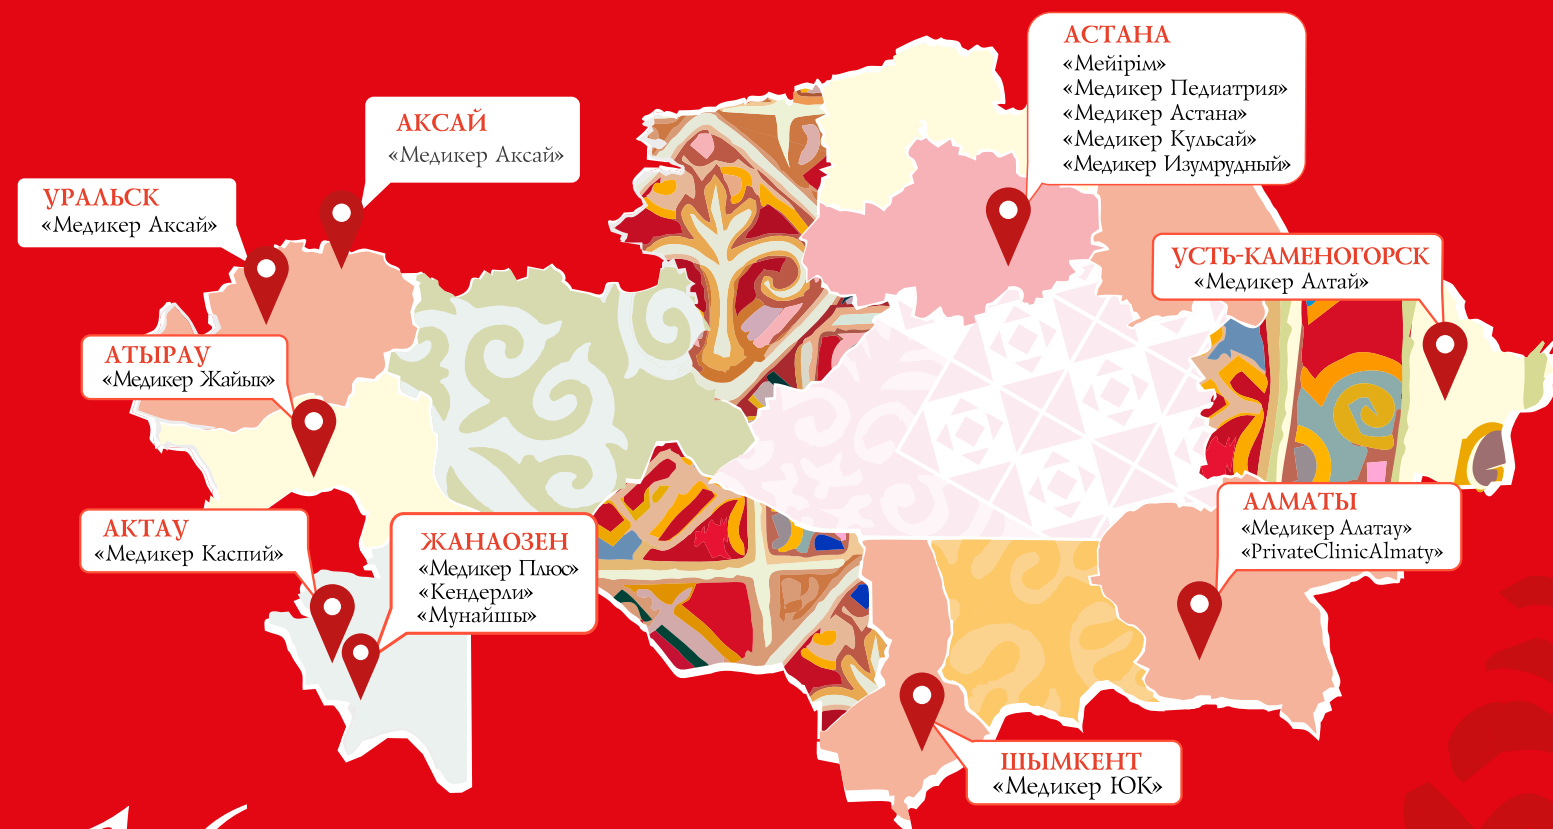 АСТАНА
«Мейірім»
«Медикер Педиатрия»
«Медикер Астана»
«Медикер Кульсай»
«Медикер Изумрудный»
АКСАЙ
«Медикер Аксай»
УРАЛЬСК
«Медикер Аксай»
УСТЬ-КАМЕНОГОРСК
«Медикер Алтай»
АТЫРАУ
«Медикер Жайык»
АЛМАТЫ
«Медикер Алатау»
«PrivateClinicAlmaty»
АКТАУ
«Медикер Каспий»
ЖАНАОЗЕН
«Медикер Плюс»
«Кендерли»
«Мунайшы»
ШЫМКЕНТ
«Медикер ЮК»